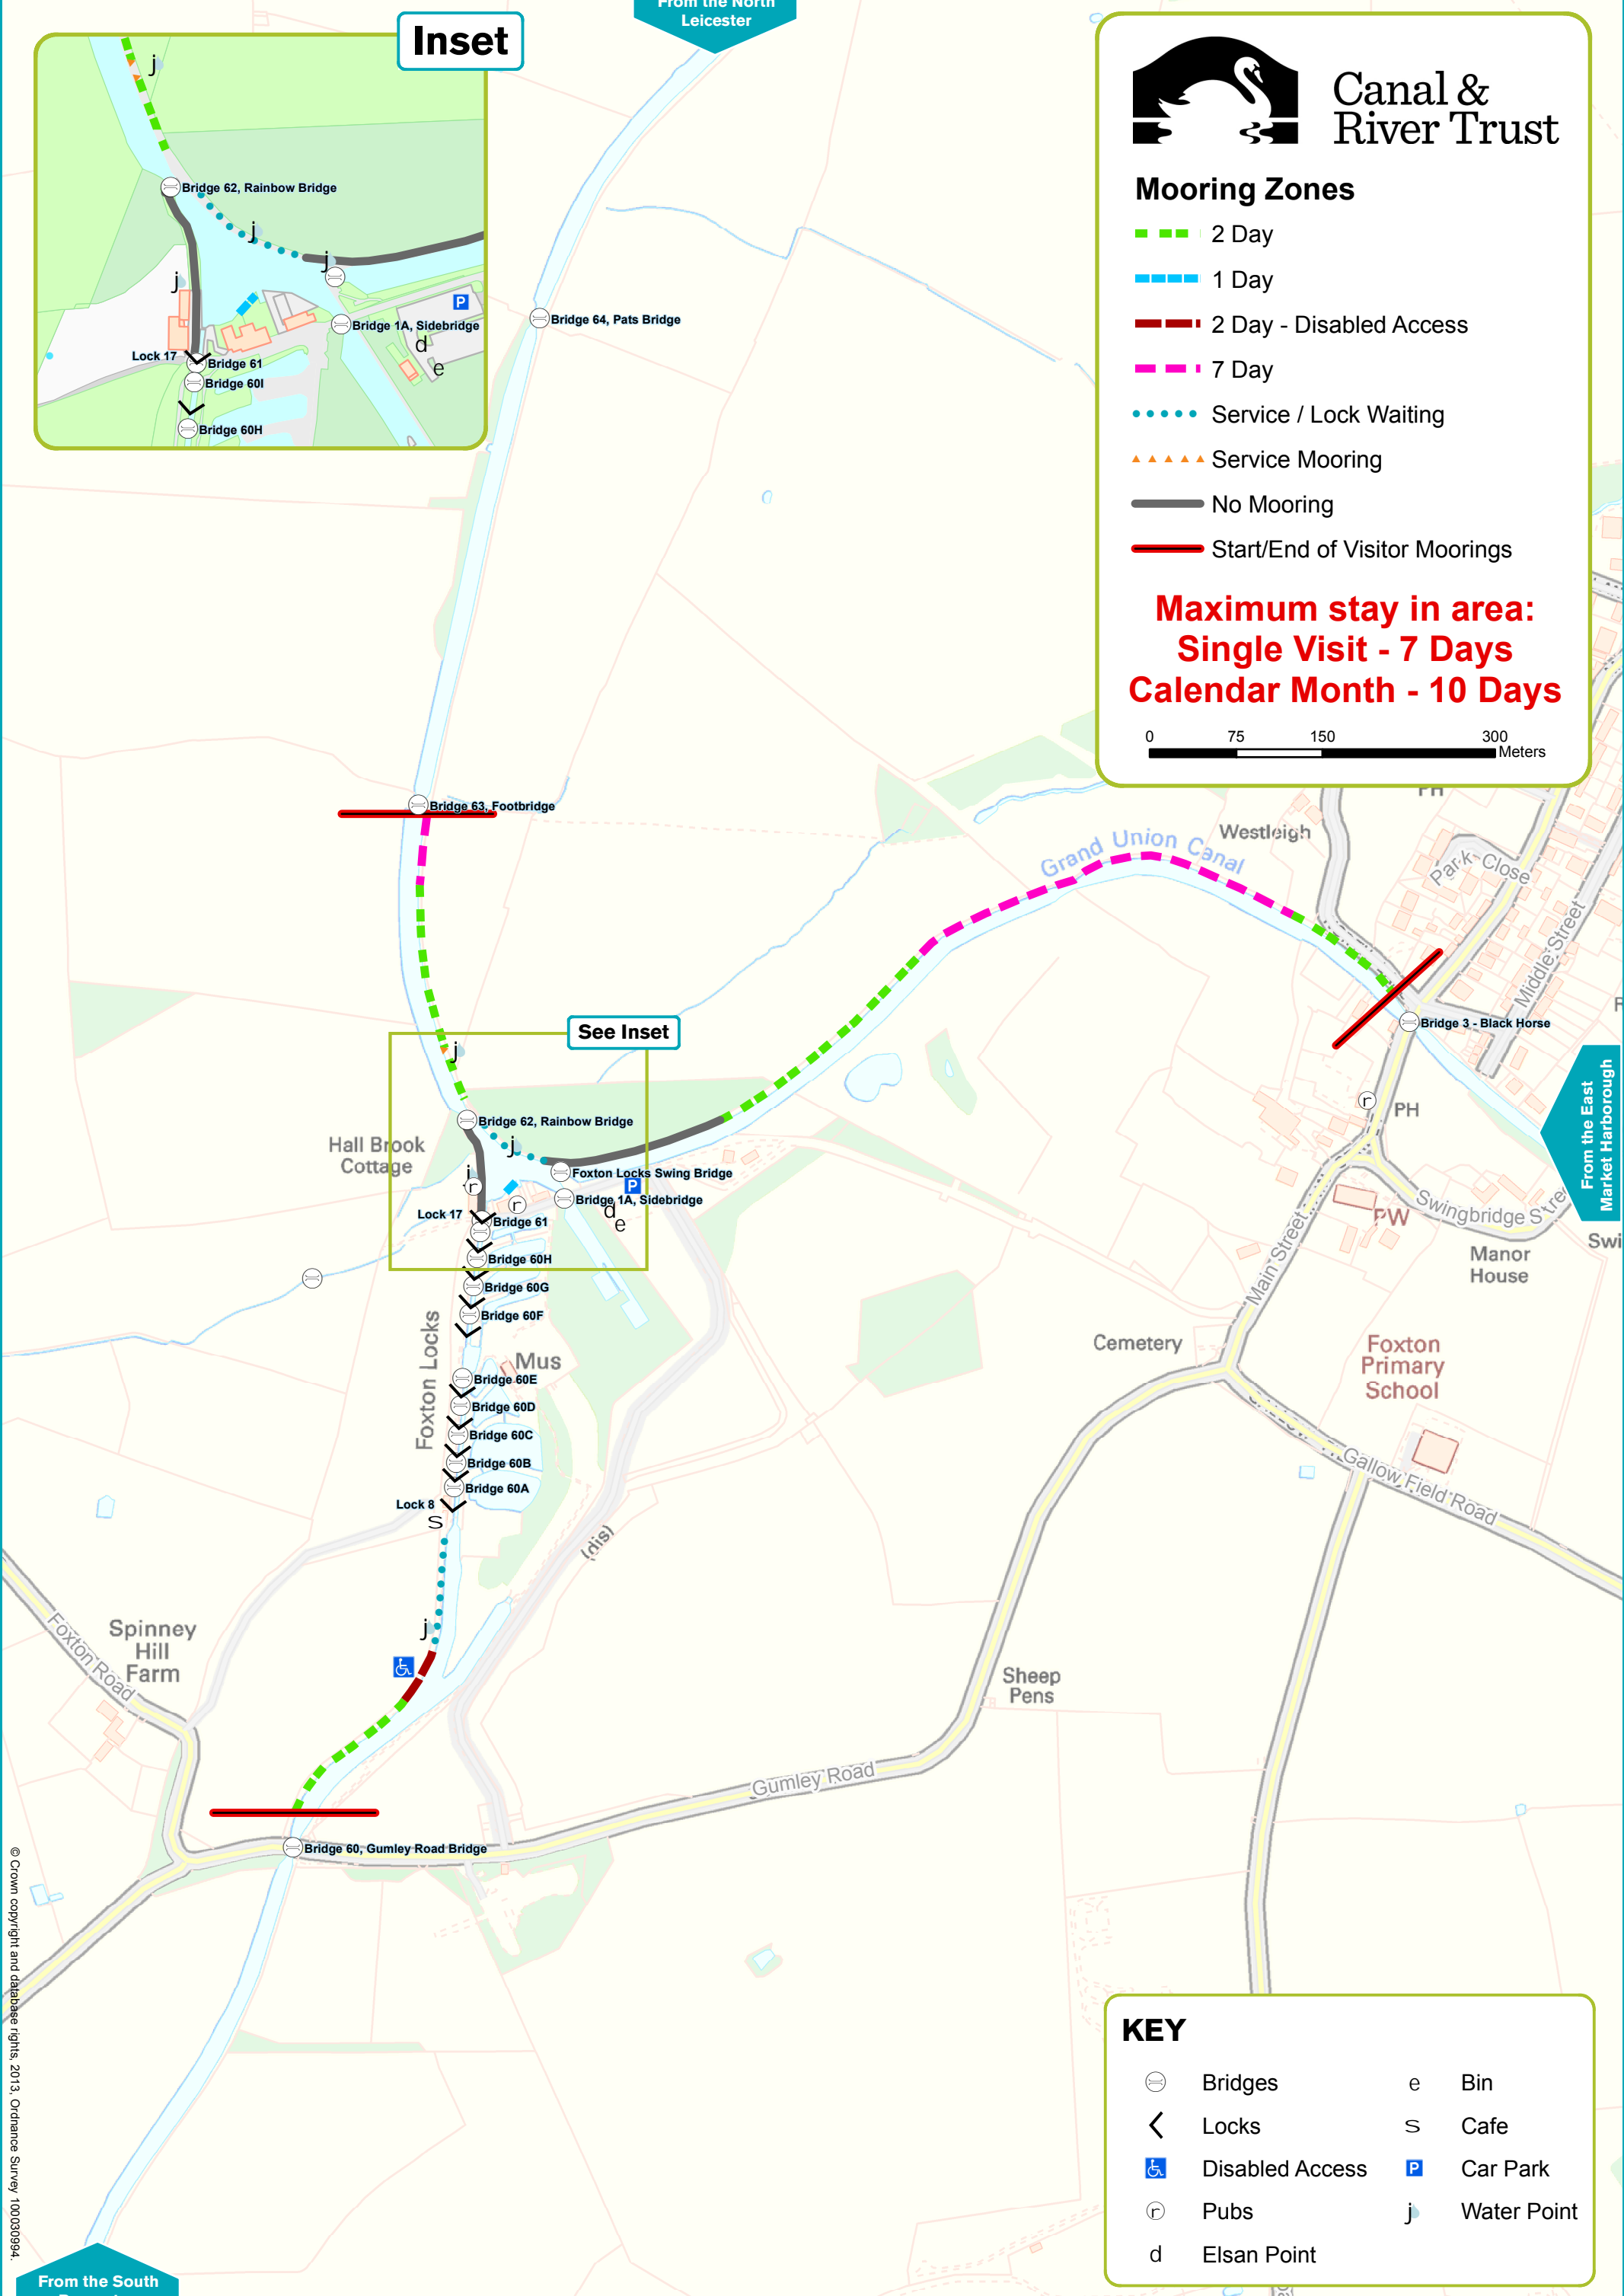 From the North
Leicester
Inset
j
Bridge 62, Rainbow Bridge
j
j
j
P
Bridge 1A, Sidebridge
d
e
Lock 17
Bridge 61
Bridge 60I
Bridge 60H
Canal &
River Trust
Mooring Zones
2 Day
1 Day
2 Day - Disabled Access
7 Day
Service / Lock Waiting
Service Mooring
No Mooring
Start/End of Visitor Moorings
Maximum stay in area:
Single Visit - 7 Days
Calendar Month - 10 Days
0 75 150 300
Meters
Bridge 64, Pats Bridge
Bridge 63, Footbridge
PH
Westleigh
Grand Union Canal
Park Close
Middle Street
Bridge 3 - Black Horse
From the East
Market Harborough
See Inset
j
Bridge 62, Rainbow Bridge
j
Hall Brook
Cottage
j
r
r
Foxton Locks Swing Bridge
P
Bridge 1A, Sidebridge
d
e
Lock 17
Bridge 61
Bridge 60H
Bridge 60G
Bridge 60F
Foxton Locks
Mus
Bridge 60E
Bridge 60D
Bridge 60C
Bridge 60B
Bridge 60A
Lock 8
s
(dis)
j
r
PH
PW
Swingbridge Stre
Swi
Manor
House
Main Street
Cemetery
Foxton
Primary
School
Gallow Field Road
Spinney
Hill
Farm
Foxton Road
Sheep
Pens
Gumley Road
Bridge 60, Gumley Road Bridge
© Crown copyright and database rights, 2013, Ordnance Survey 100030994.
From the South
KEY
Bridges
e Bin
Locks
s Cafe
Disabled Access
P Car Park
r Pubs
j Water Point
d Elsan Point